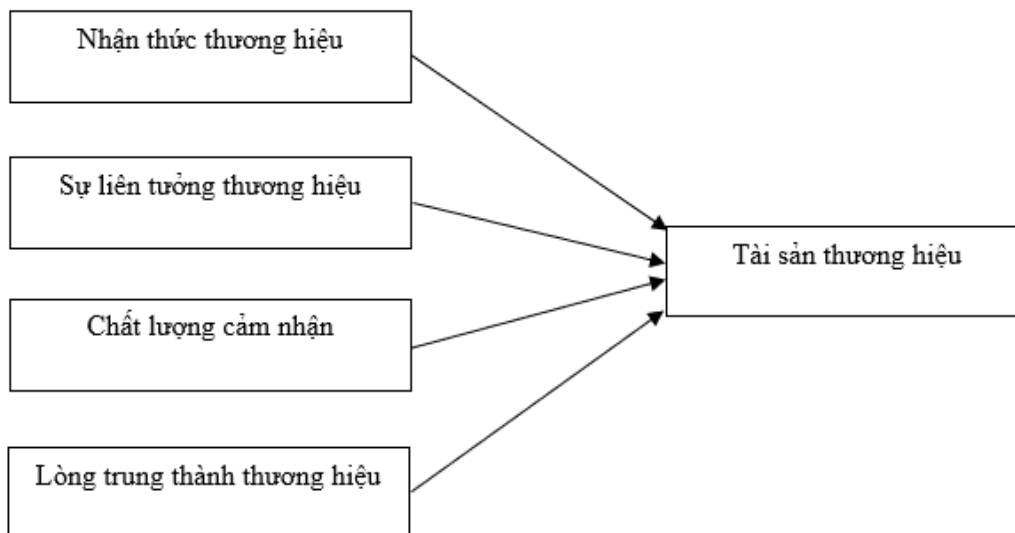 Nhận thức thương hiệu
Sự liên tưởng thương hiệu
Chất lượng cảm nhận
Lòng trung thành thương hiệu
Tài sản thương hiệu